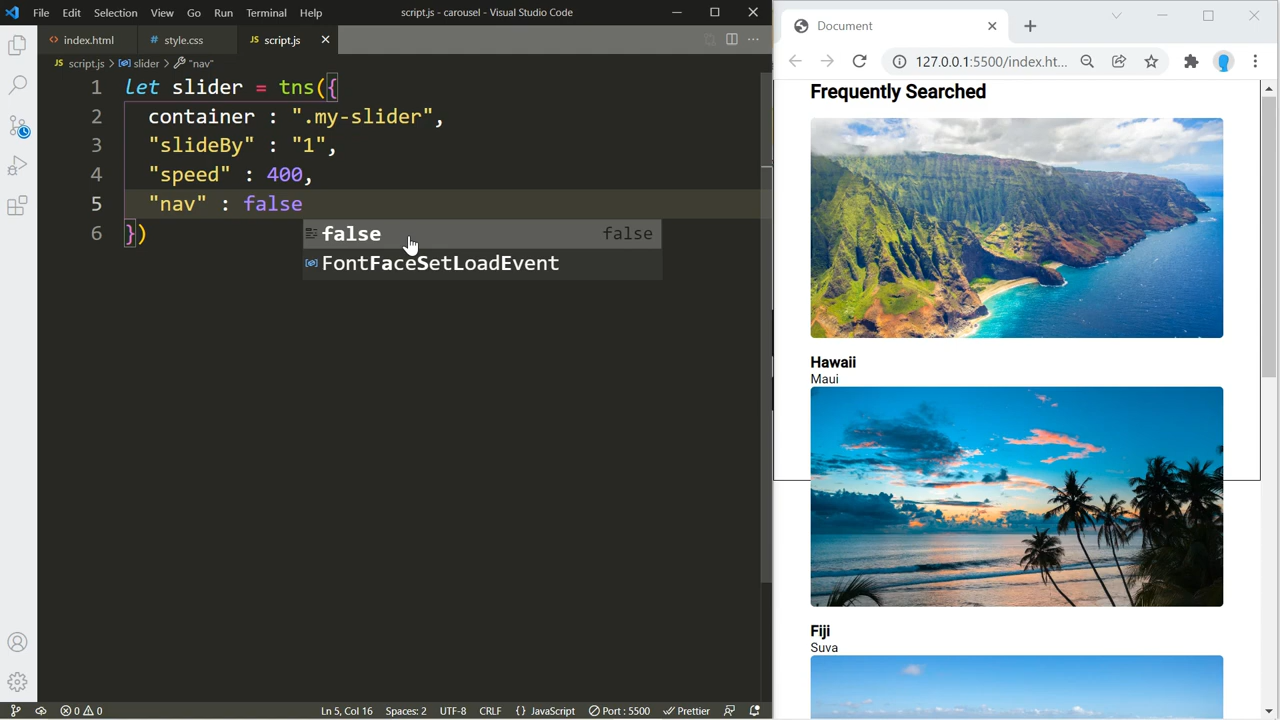 File Edit Selection View Go Run Terminal Help script.js - carousel - Visual Studio Code
index.html style.css JS script.js
JS script.js > slider > "nav"
1 let slider = tns({
2 container : ".my-slider",
3 "slideBy" : "1",
4 "speed" : 400,
5 "nav" : false
6 })
false false
FontFaceSetLoadEvent
0 0 Ln 5, Col 16 Spaces: 2 UTF-8 CRLF {} JavaScript Port : 5500 Prettier
Document
127.0.0.1:5500/index.ht...
Frequently Searched
Hawaii
Maui
Fiji
Suva